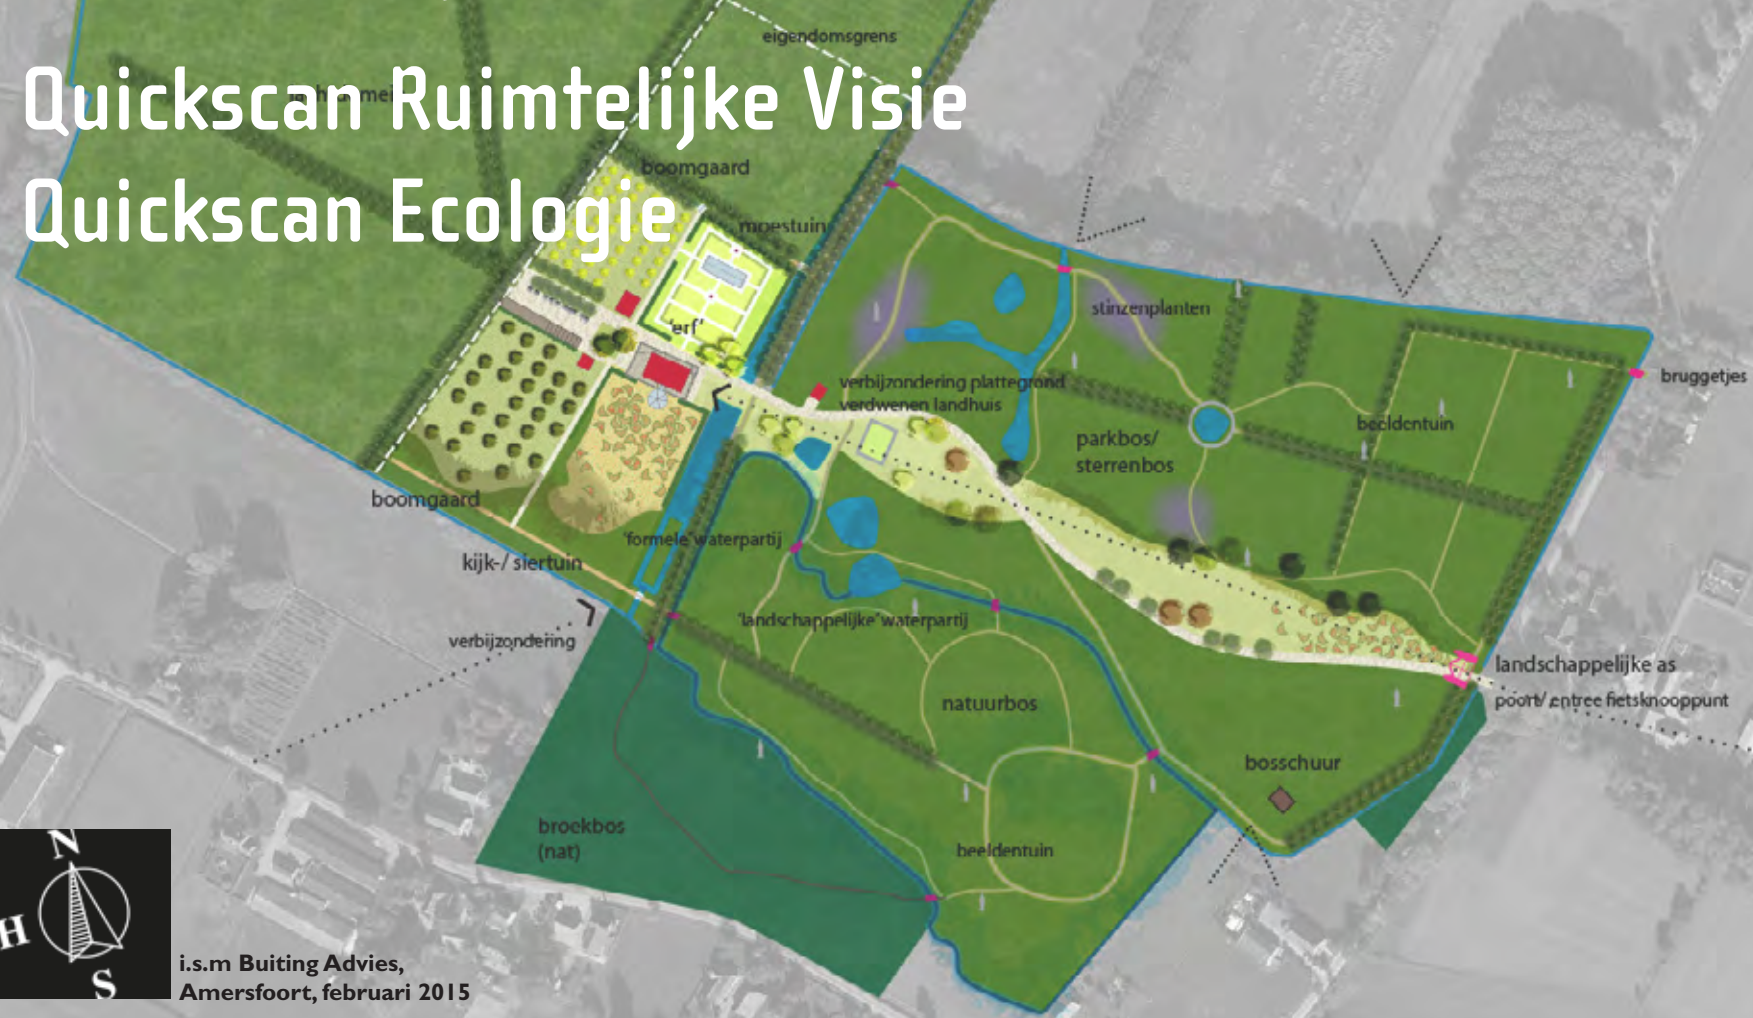 Quickscan Ruimtelijke Visie
Quickscan Ecologie
eigendomsgrens
boomgaard
moestuin
'erf'
stinzenplanten
verbijzondering plattegrond
verdwenen landhuis
bruggetjes
beeldentuin
parkbos/
sterrenbos
boomgaard
'formele' waterpartij
kijk-/ siertuin
'landschappelijke' waterpartij
verbijzondering
landschappelijke as
poort/ entree fietsknooppunt
natuurbos
bosschuur
broekbos
(nat)
beeldentuin
N
H
S
i.s.m Buiting Advies,
Amersfoort, februari 2015